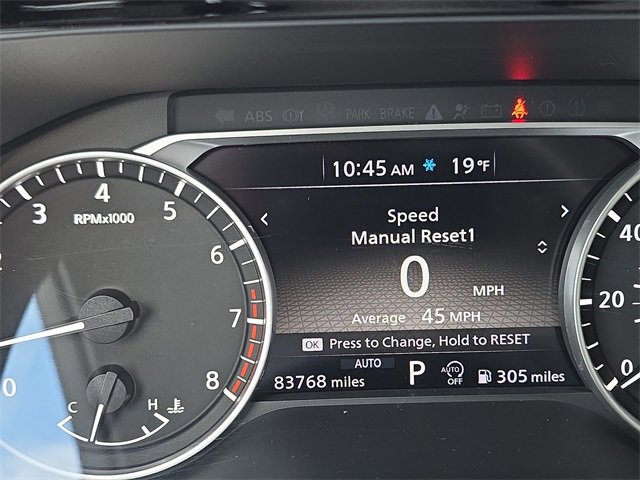 ABS PARK BRAKE
10:45 AM 19°F
< Speed >
Manual Reset1
0 MPH
Average 45 MPH
OK Press to Change, Hold to RESET
AUTO
83768 miles P AUTO OFF 305 miles
3 4 5 6 7 8
RPMx1000
2
0
C H
40
20
0